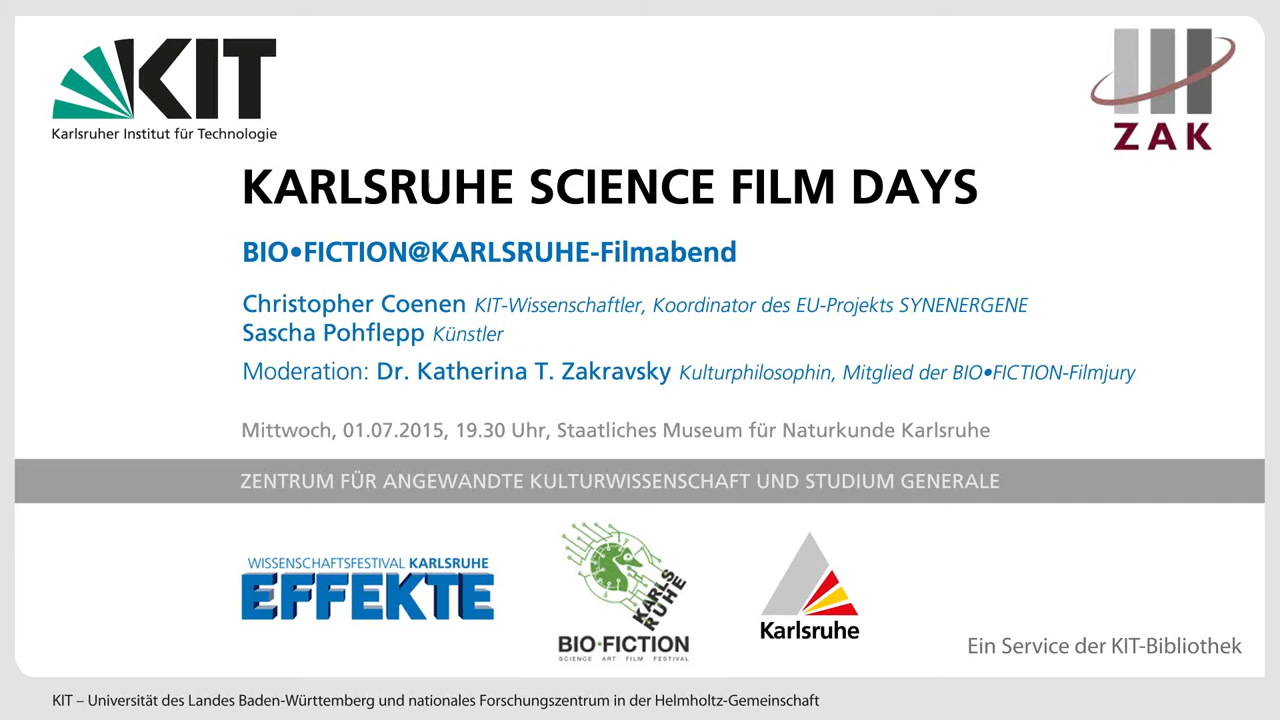 KIT
Karlsruher Institut für Technologie
ZAK
KARLSRUHE SCIENCE FILM DAYS
BIO•FICTION@KARLSRUHE-Filmabend
Christopher Coenen KIT-Wissenschaftler, Koordinator des EU-Projekts SYNENERGENE
Sascha Pohflepp Künstler
Moderation: Dr. Katherina T. Zakravsky Kulturphilosophin, Mitglied der BIO•FICTION-Filmjury
Mittwoch, 01.07.2015, 19.30 Uhr, Staatliches Museum für Naturkunde Karlsruhe
ZENTRUM FÜR ANGEWANDTE KULTURWISSENSCHAFT UND STUDIUM GENERALE
WISSENSCHAFTSFESTIVAL KARLSRUHE
EFFEKTE
KARLS
RUHE
BIO·FICTION
SCIENCE ART FILM FESTIVAL
Karlsruhe
Ein Service der KIT-Bibliothek
KIT – Universität des Landes Baden-Württemberg und nationales Forschungszentrum in der Helmholtz-Gemeinschaft